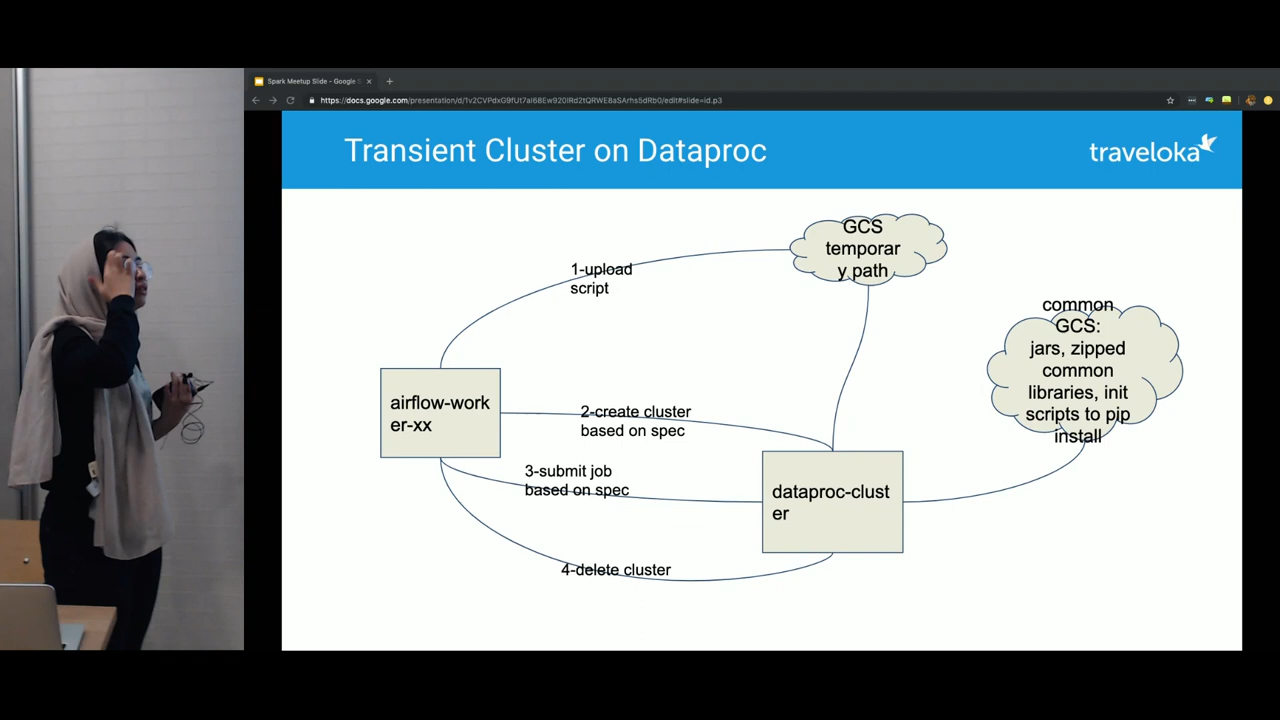 Spark Meetup Slide - Google S
Transient Cluster on Dataproc
traveloka
GCS
temporar
y path
1-upload
script
common
GCS:
jars, zipped
common
libraries, init
scripts to pip
install
airflow-work
er-xx
2-create cluster
based on spec
3-submit job
based on spec
dataproc-clust
er
4-delete cluster